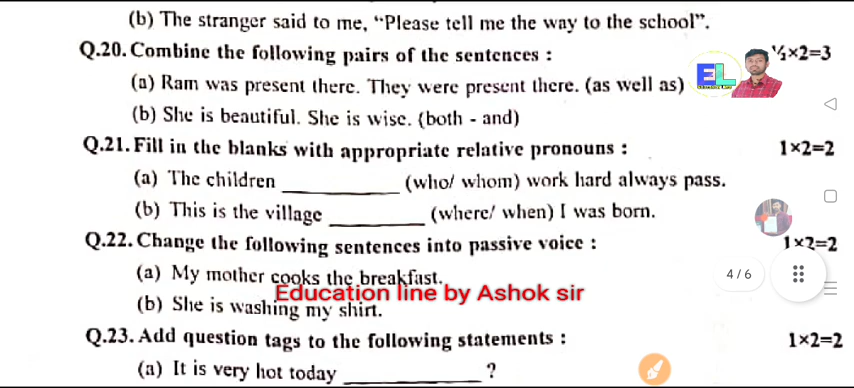 (b) The stranger said to me, “Please tell me the way to the school”.
Q.20. Combine the following pairs of the sentences : ½×2=3
(a) Ram was present there. They were present there. (as well as)
EL
(b) She is beautiful. She is wise. (both - and)
Q.21. Fill in the blanks with appropriate relative pronouns : 1×2=2
(a) The children __________ (who/ whom) work hard always pass.
(b) This is the village ________ (where/ when) I was born.
Q.22. Change the following sentences into passive voice : 1×2=2
(a) My mother cooks the breakfast.
4 / 6
Education line by Ashok sir
(b) She is washing my shirt.
Q.23. Add question tags to the following statements : 1×2=2
(a) It is very hot today ____________ ?